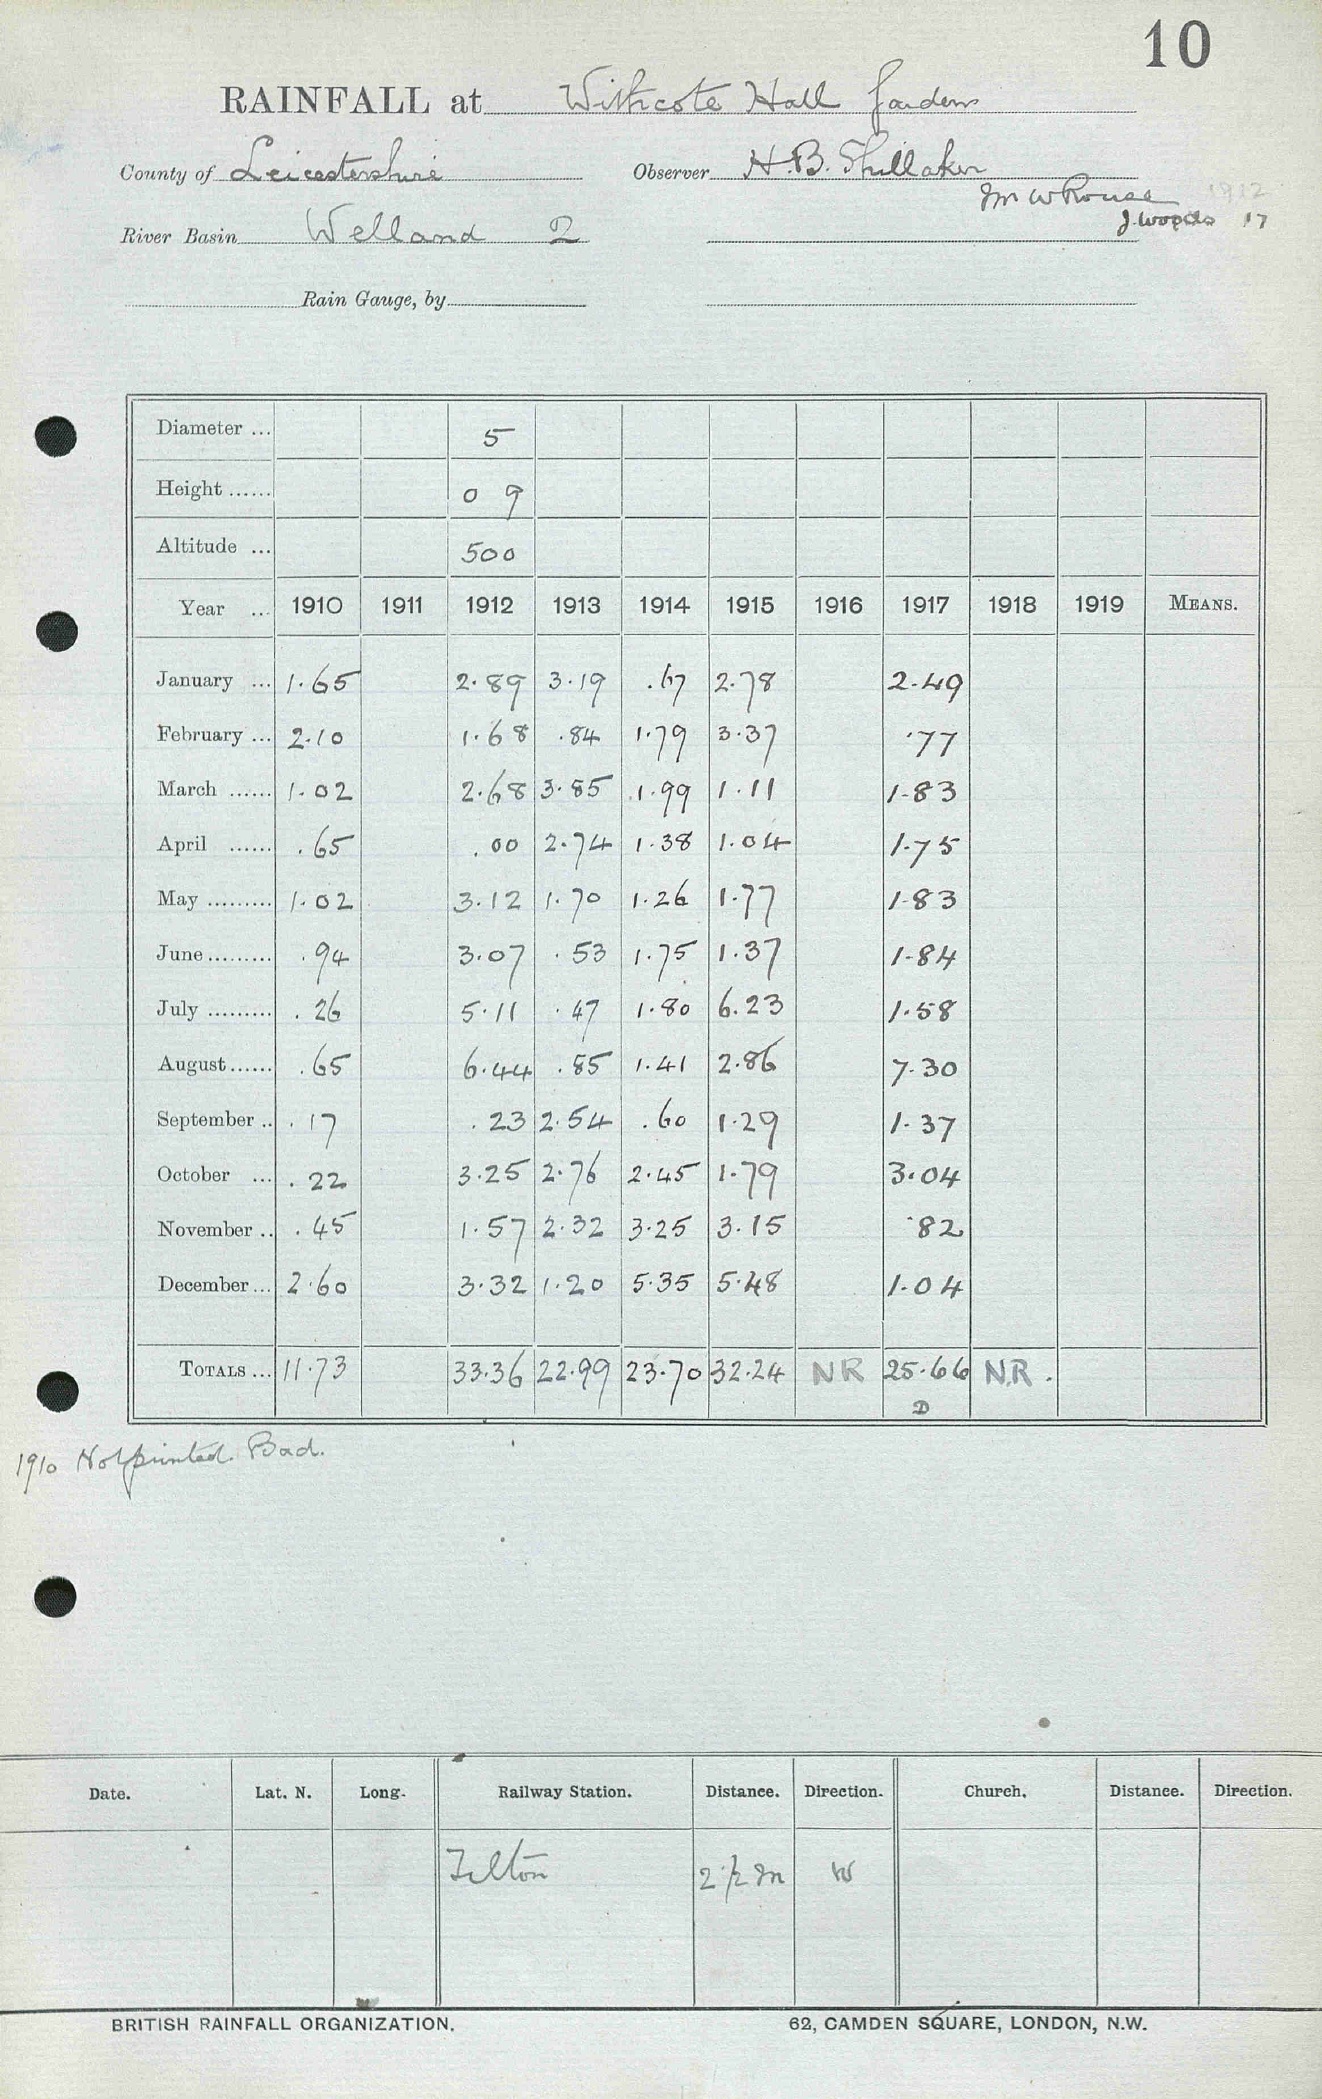 10
RAINFALL at Withcote Hall Gardens
County of Leicestershire Observer H.B. Shillaker
Mr W Rouse 1912
River Basin Welland 2 J. Woods 17
Rain Gauge, by
Diameter ... 5
Height ...... 0 9
Altitude ... 500
Year ... 1910 1911 1912 1913 1914 1915 1916 1917 1918 1919 MEANS.
January ... 1.65 2.89 3.19 .67 2.78 2.49
February ... 2.10 1.68 .84 1.79 3.37 .77
March ...... 1.02 2.68 3.85 1.99 1.11 1.83
April ...... .65 .00 2.74 1.38 1.04 1.75
May ......... 1.02 3.12 1.70 1.26 1.77 1.83
June ......... .94 3.07 .53 1.75 1.37 1.84
July ......... .26 5.11 .47 1.80 6.23 1.58
August ...... .65 6.44 .85 1.41 2.86 7.30
September .. .17 .23 2.54 .60 1.29 1.37
October ... .22 3.25 2.76 2.45 1.79 3.04
November .. .45 1.57 2.32 3.25 3.15 .82
December ... 2.60 3.32 1.20 5.35 5.48 1.04
TOTALS ... 11.73 33.36 22.99 23.70 32.24 NR 25.66 NR.
D
1910 Not printed. Bad.
Date. Lat. N. Long. Railway Station. Distance. Direction. Church. Distance. Direction.
Tilton 2 1/2 m W
BRITISH RAINFALL ORGANIZATION. 62, CAMDEN SQUARE, LONDON, N.W.